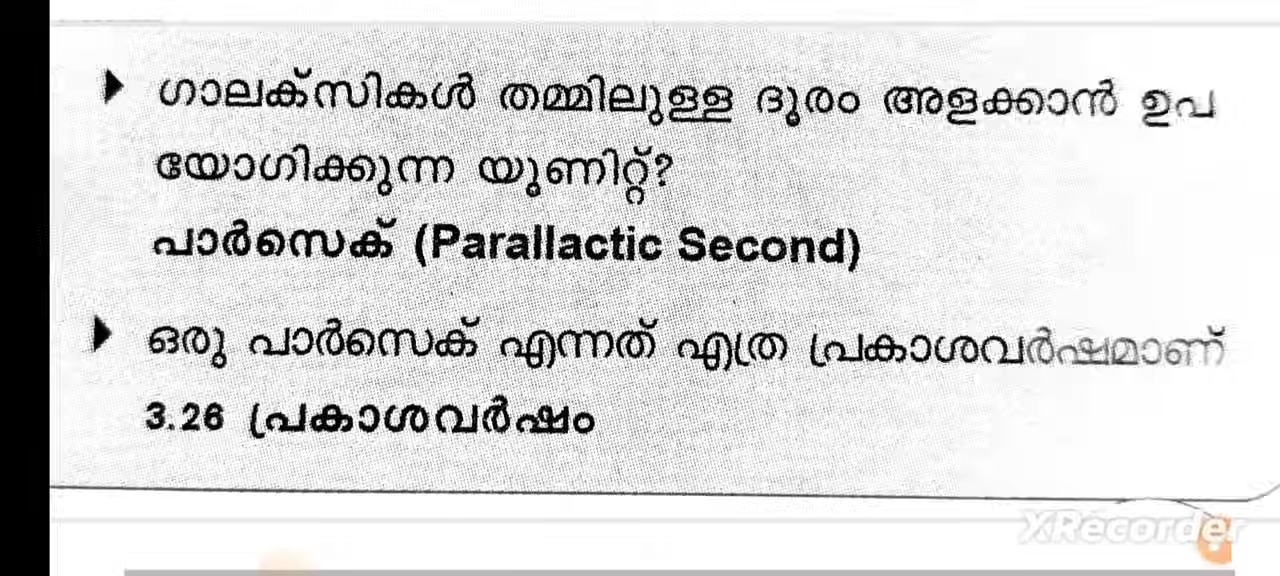 ഗാലക്സികൾ തമ്മിലുള്ള ദൂരം അളക്കാൻ ഉപ
യോഗിക്കുന്ന യുണിറ്റ്?
പാർസെക് (Parallactic Second)
ഒരു പാർസെക് എന്നത് എത്ര പ്രകാശവർഷമാണ്
3.26 പ്രകാശവർഷം
XRecorder